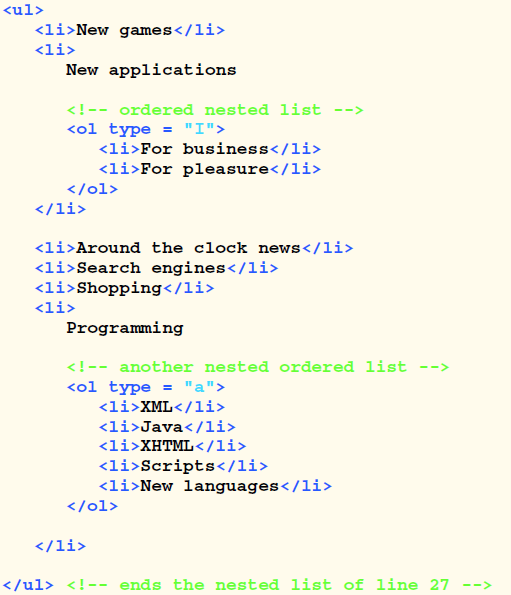 <ul>
<li>New games</li>
<li>
New applications
<!-- ordered nested list -->
<ol type = "I">
<li>For business</li>
<li>For pleasure</li>
</ol>
</li>
<li>Around the clock news</li>
<li>Search engines</li>
<li>Shopping</li>
<li>
Programming
<!-- another nested ordered list -->
<ol type = "a">
<li>XML</li>
<li>Java</li>
<li>XHTML</li>
<li>Scripts</li>
<li>New languages</li>
</ol>
</li>
</ul> <!-- ends the nested list of line 27 -->